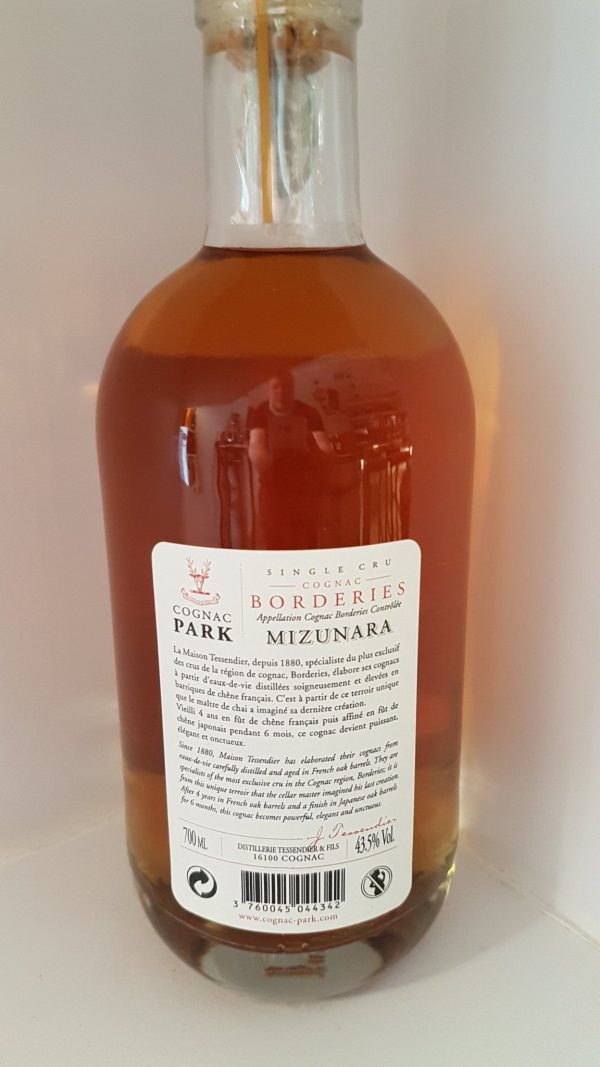 COGNAC
PARK
SINGLE CRU
COGNAC
BORDERIES
Appellation Cognac Borderies Contrôlée
MIZUNARA
La Maison Tessendier, depuis 1880, spécialiste du plus exclusif
des crus de la région de cognac, Borderies, élabore ses cognacs
à partir d'eaux-de-vie distillées soigneusement et élevées en
barriques de chêne français. C'est à partir de ce terroir unique
que le maître de chai a imaginé sa dernière création.
Vieilli 4 ans en fût de chêne français puis affiné en fût de
chêne japonais pendant 6 mois, ce cognac devient puissant,
élégant et onctueux.
Since 1880, Maison Tessendier has elaborated their cognacs from
eaux-de-vie carefully distilled and aged in French oak barrels. They are
specialists of the most exclusive cru in the Cognac region, Borderies; it is
from this unique terroir that the cellar master imagined his last creation.
After 4 years in French oak barrels and a finish in Japanese oak barrels
for 6 months, this cognac becomes powerful, elegant and unctuous.
J. Tessendier
700 ML
DISTILLERIE TESSENDIER & FILS
16100 COGNAC
43.5% Vol.
3 760045 044342
www.cognac-park.com